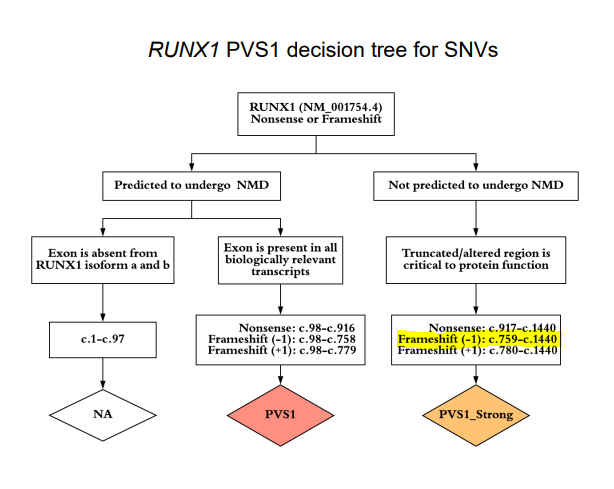 RUNX1 PVS1 decision tree for SNVs
RUNX1 (NM_001754.4)
Nonsense or Frameshift
Predicted to undergo NMD
Not predicted to undergo NMD
Exon is absent from
RUNX1 isoform a and b
Exon is present in all
biologically relevant
transcripts
Truncated/altered region is
critical to protein function
c.1-c.97
Nonsense: c.98-c.916
Frameshift (-1): c.98-c.758
Frameshift (+1): c.98-c.779
Nonsense: c.917-c.1440
Frameshift (-1): c.759-c.1440
Frameshift (+1): c.780-c.1440
NA
PVS1
PVS1_Strong